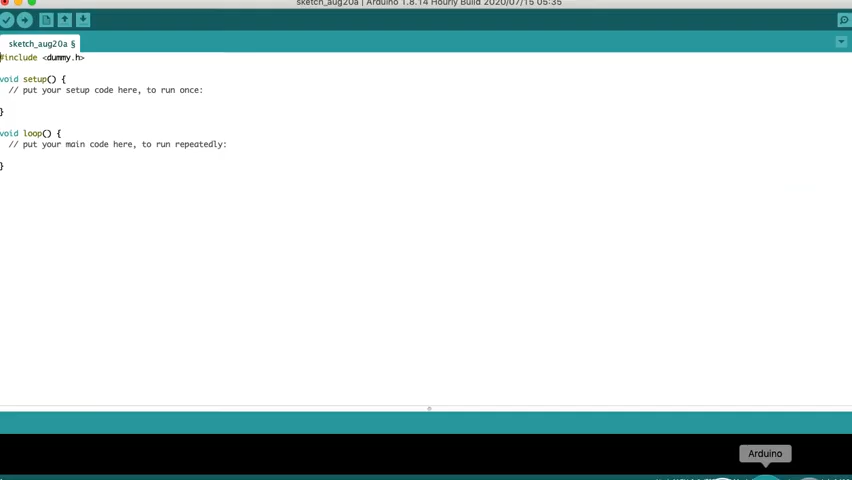 sketch_aug20a | Arduino 1.8.14 Hourly Build 2020/07/15 05:35
sketch_aug20a §
#include <dummy.h>
void setup() {
// put your setup code here, to run once:
}
void loop() {
// put your main code here, to run repeatedly:
}
Arduino